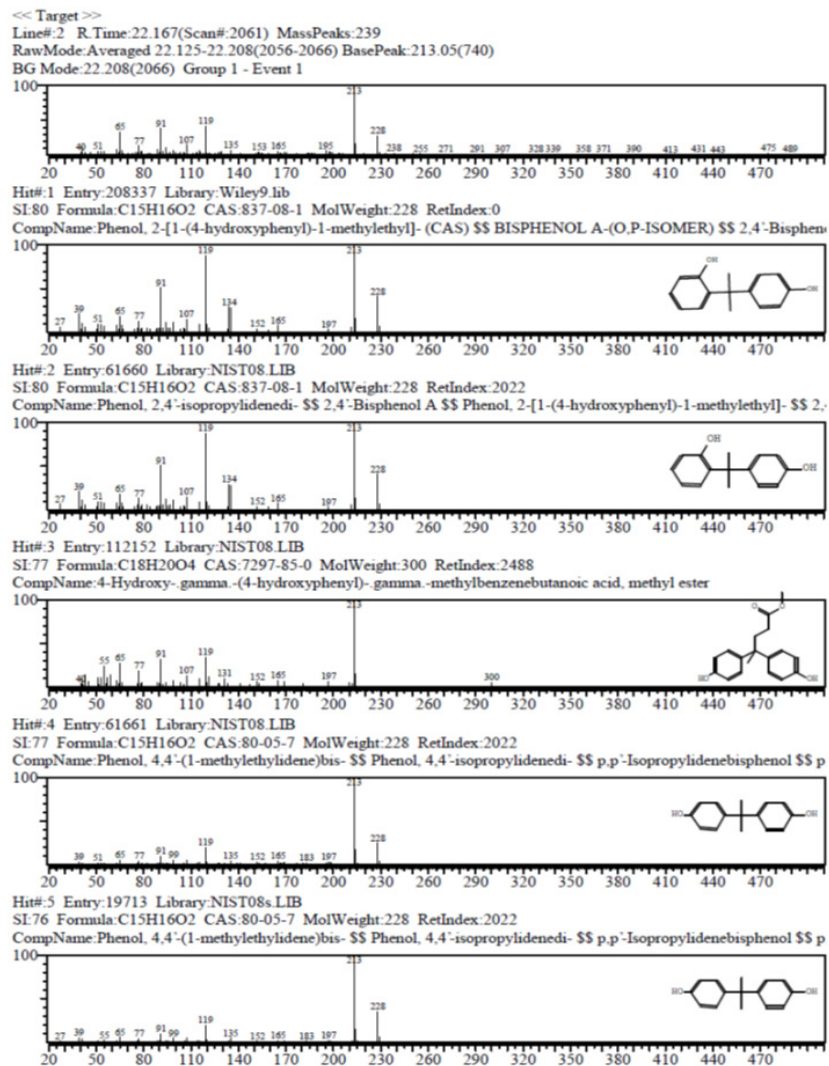 << Target >>
Line#:2 R.Time:22.167(Scan#:2061) MassPeaks:239
RawMode:Averaged 22.125-22.208(2056-2066) BasePeak:213.05(740)
BG Mode:22.208(2066) Group 1 - Event 1
100
213
119
91
65
228
40 51 77 107 135 153 165 195 238 255 271 291 307 328 339 358 371 390 413 431 443 475 489
20 50 80 110 140 170 200 230 260 290 320 350 380 410 440 470
Hit#:1 Entry:208337 Library:Wiley9.lib
SI:80 Formula:C15H16O2 CAS:837-08-1 MolWeight:228 RetIndex:0
CompName:Phenol, 2-[1-(4-hydroxyphenyl)-1-methylethyl]- (CAS) $$ BISPHENOL A-(O,P-ISOMER) $$ 2,4'-Bisphen
100
119 213
OH
91 228
OH
134
27 39 51 65 77 107 152 165 197
20 50 80 110 140 170 200 230 260 290 320 350 380 410 440 470
Hit#:2 Entry:61660 Library:NIST08.LIB
SI:80 Formula:C15H16O2 CAS:837-08-1 MolWeight:228 RetIndex:2022
CompName:Phenol, 2,4'-isopropylidenedi- $$ 2,4'-Bisphenol A $$ Phenol, 2-[1-(4-hydroxyphenyl)-1-methylethyl]- $$ 2,
100
119 213
OH
91 228
OH
134
27 39 51 65 77 107 152 165 197
20 50 80 110 140 170 200 230 260 290 320 350 380 410 440 470
Hit#:3 Entry:112152 Library:NIST08.LIB
SI:77 Formula:C18H20O4 CAS:7297-85-0 MolWeight:300 RetIndex:2488
CompName:4-Hydroxy-.gamma.-(4-hydroxyphenyl)-.gamma.-methylbenzenebutanoic acid, methyl ester
100
213
O O
55 65 91 119
40 77 107 131 152 165 197 300
HO OH
20 50 80 110 140 170 200 230 260 290 320 350 380 410 440 470
Hit#:4 Entry:61661 Library:NIST08.LIB
SI:77 Formula:C15H16O2 CAS:80-05-7 MolWeight:228 RetIndex:2022
CompName:Phenol, 4,4'-(1-methylethylidene)bis- $$ Phenol, 4,4'-isopropylidenedi- $$ p,p'-Isopropylidenebisphenol $$ p
100
213
HO OH
228
39 51 65 77 91 99 119 135 152 165 183 197
20 50 80 110 140 170 200 230 260 290 320 350 380 410 440 470
Hit#:5 Entry:19713 Library:NIST08s.LIB
SI:76 Formula:C15H16O2 CAS:80-05-7 MolWeight:228 RetIndex:2022
CompName:Phenol, 4,4'-(1-methylethylidene)bis- $$ Phenol, 4,4'-isopropylidenedi- $$ p,p'-Isopropylidenebisphenol $$ p
100
213
HO OH
228
27 39 55 65 77 91 99 119 135 152 165 183 197
20 50 80 110 140 170 200 230 260 290 320 350 380 410 440 470